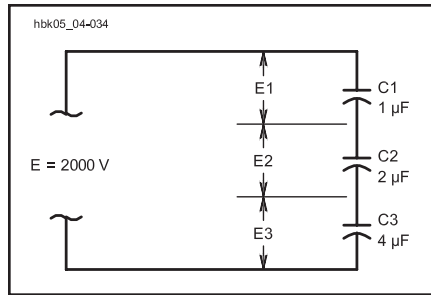 hbk05_04-034
E1
C1
1 µF
E2
C2
2 µF
E = 2000 V
E3
C3
4 µF